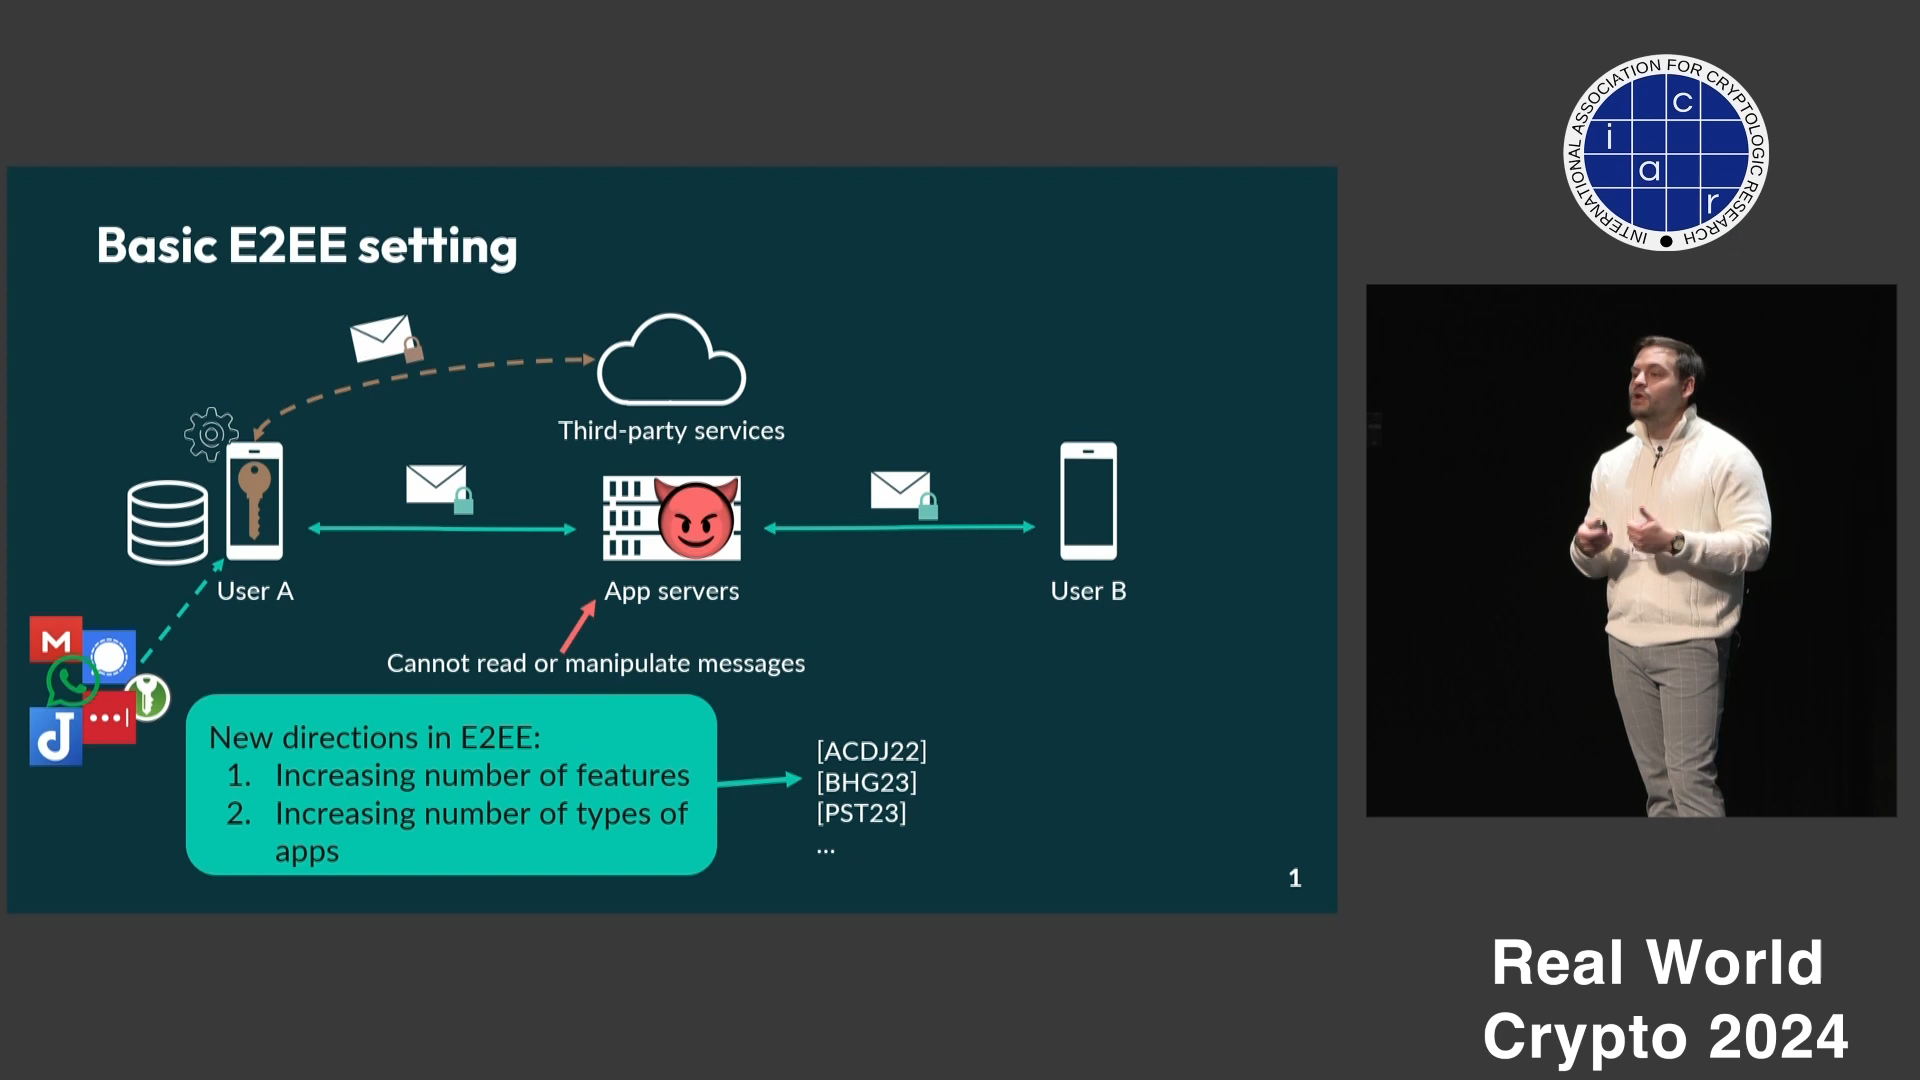 Basic E2EE setting
Third-party services
User A
App servers
User B
Cannot read or manipulate messages
New directions in E2EE:
1. Increasing number of features
2. Increasing number of types of
apps
[ACDJ22]
[BHG23]
[PST23]
...
1
INTERNATIONAL ASSOCIATION FOR CRYPTOLOGIC RESEARCH
i a c r
Real World
Crypto 2024